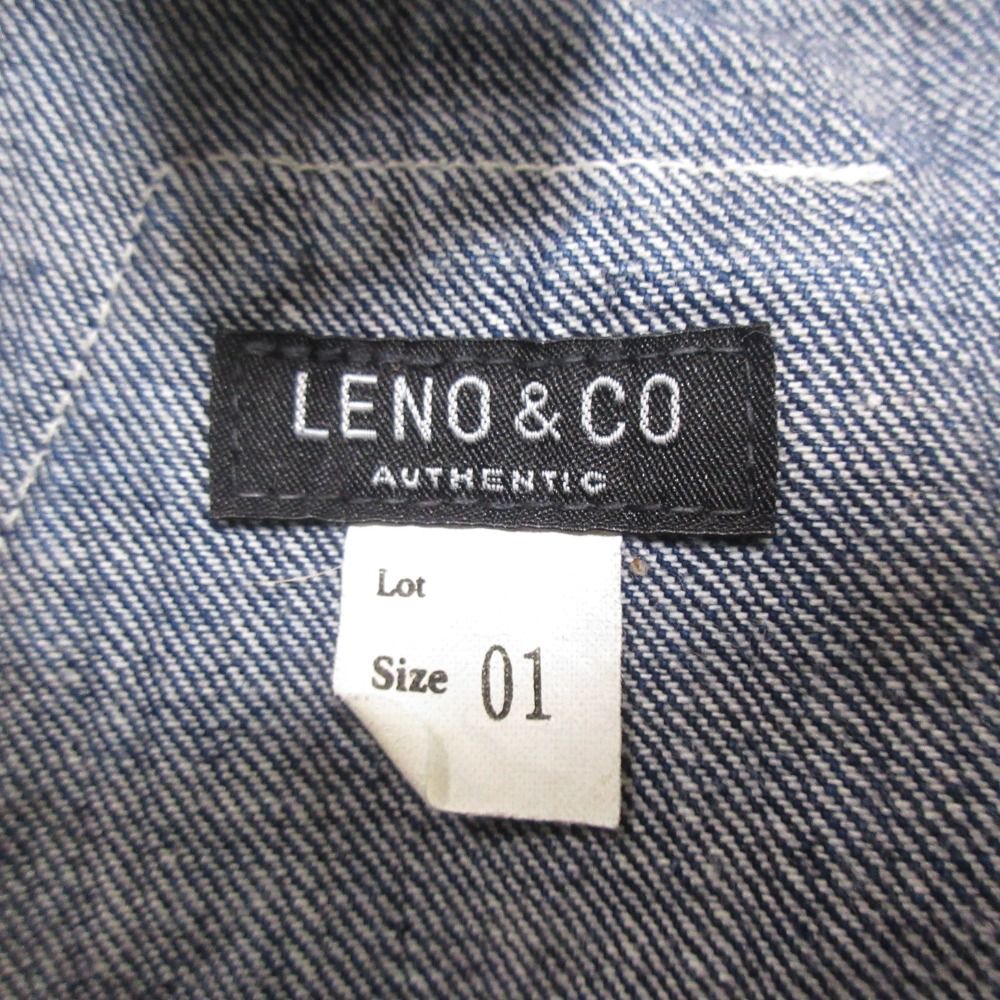 LENO & CO
AUTHENTIC
Lot
Size 01